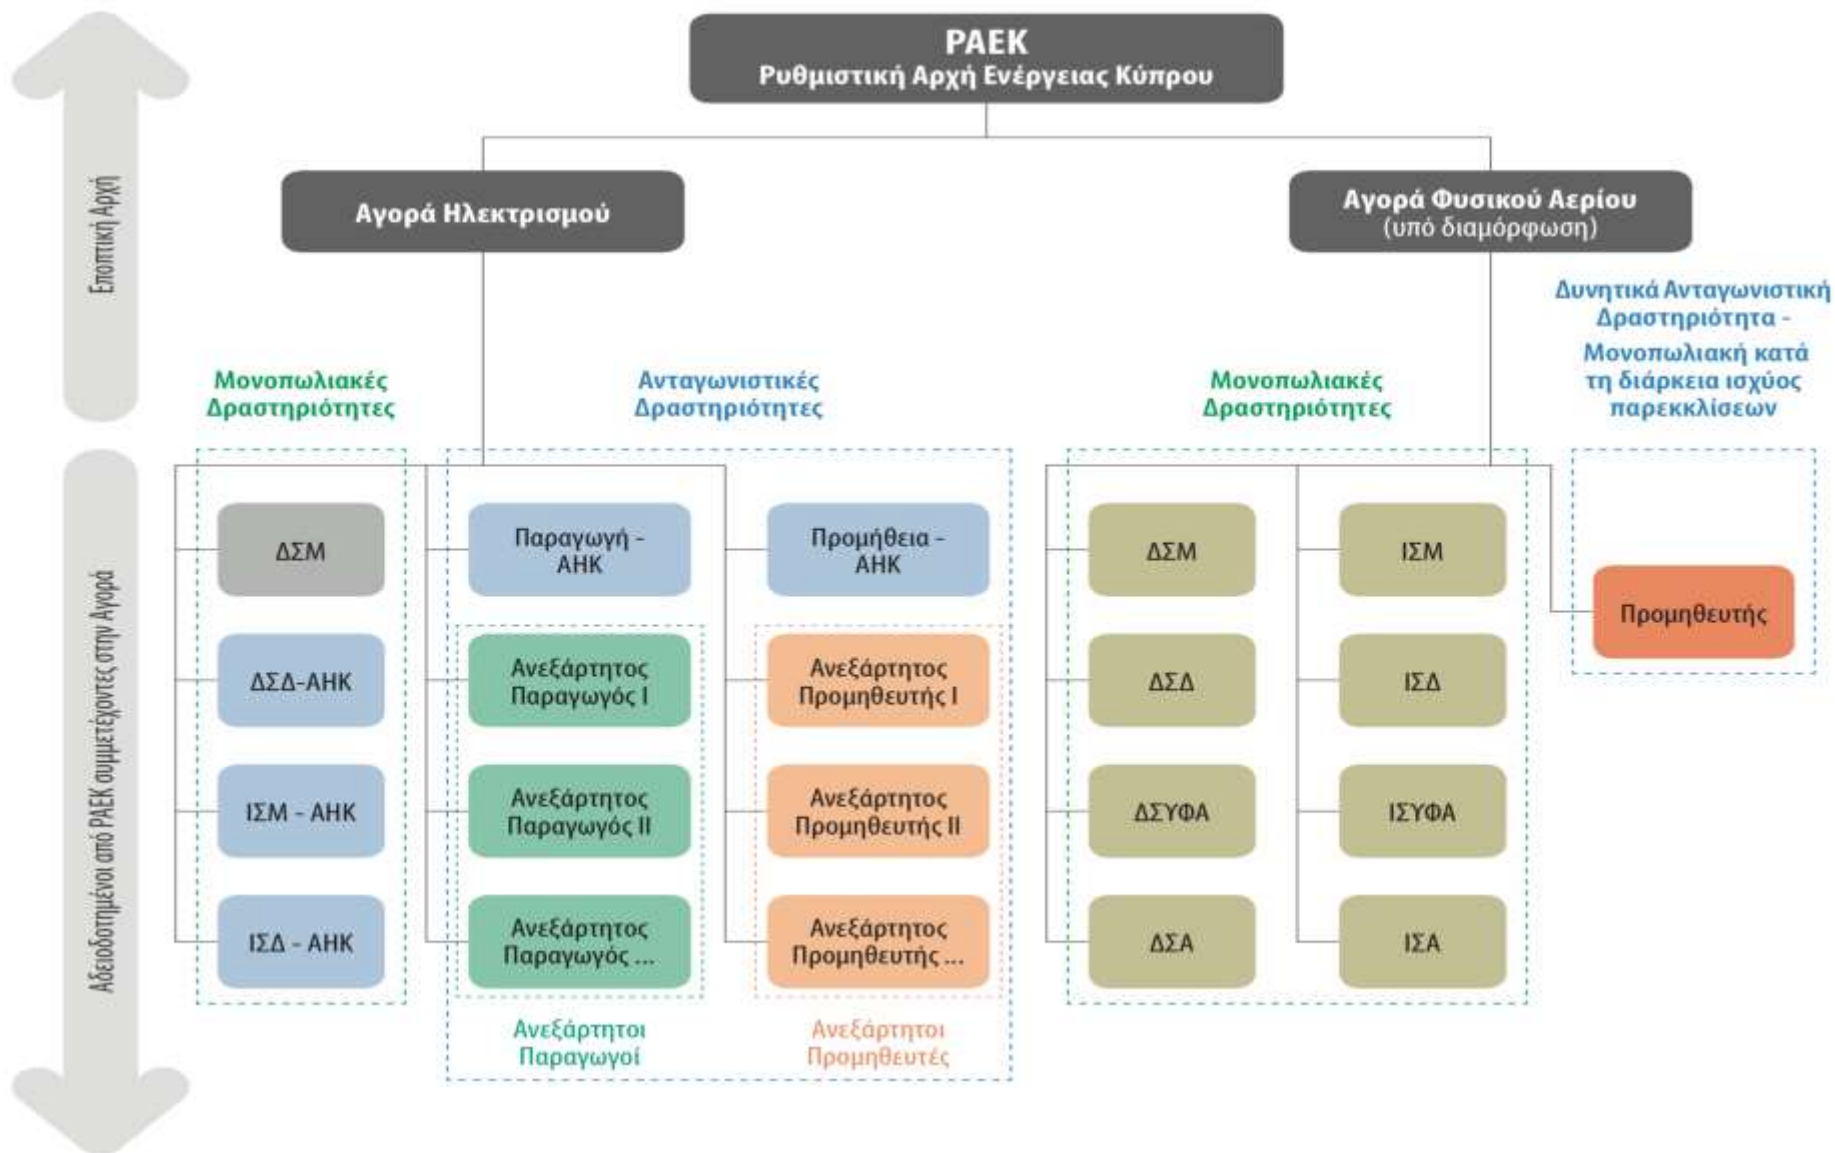 ΡΑΕΚ
Ρυθμιστική Αρχή Ενέργειας Κύπρου
Εποπτική Αρχή
Αγορά Ηλεκτρισμού
Αγορά Φυσικού Αερίου
(υπό διαμόρφωση)
Δυνητικά Ανταγωνιστική
Δραστηριότητα -
Μονοπωλιακή κατά
τη διάρκεια ισχύος
παρεκκλίσεων
Μονοπωλιακές
Δραστηριότητες
Ανταγωνιστικές
Δραστηριότητες
Μονοπωλιακές
Δραστηριότητες
Αδειοδοτημένοι από ΡΑΕΚ συμμετέχοντες στην Αγορά
ΔΣΜ
ΔΣΔ-ΑΗΚ
ΙΣΜ - ΑΗΚ
ΙΣΔ - ΑΗΚ
Παραγωγή -
ΑΗΚ
Ανεξάρτητος
Παραγωγός Ι
Ανεξάρτητος
Παραγωγός ΙΙ
Ανεξάρτητος
Παραγωγός ...
Ανεξάρτητοι
Παραγωγοί
Προμήθεια -
ΑΗΚ
Ανεξάρτητος
Προμηθευτής Ι
Ανεξάρτητος
Προμηθευτής ΙΙ
Ανεξάρτητος
Προμηθευτής ...
Ανεξάρτητοι
Προμηθευτές
ΔΣΜ
ΔΣΔ
ΔΣΥΦΑ
ΔΣΑ
ΙΣΜ
ΙΣΔ
ΙΣΥΦΑ
ΙΣΑ
Προμηθευτής